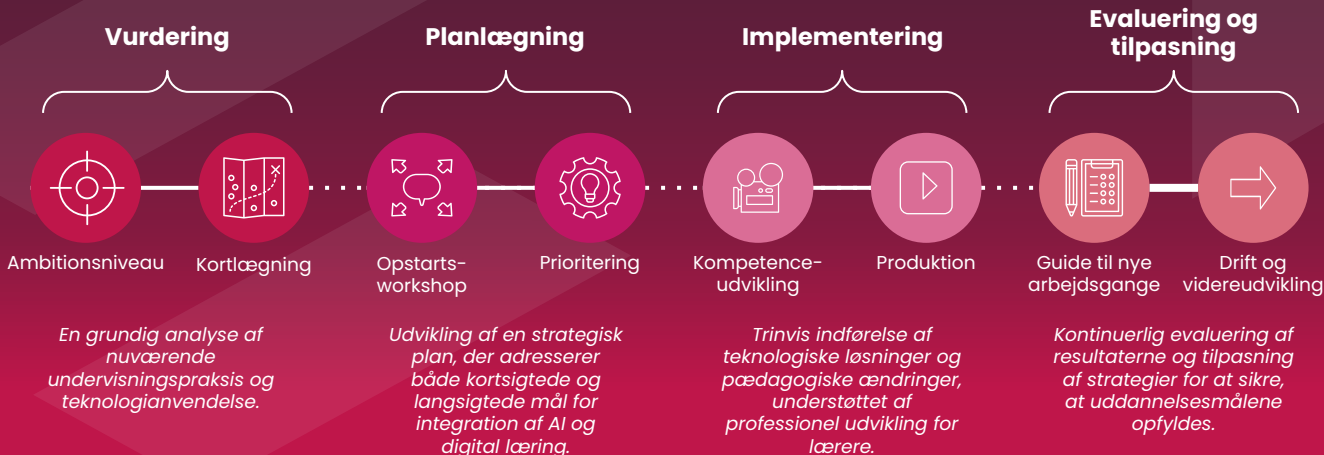 Vurdering
Planlægning
Implementering
Evaluering og
tilpasning
Ambitionsniveau
Kortlægning
Opstarts-
workshop
Prioritering
Kompetence-
udvikling
Produktion
Guide til nye
arbejdsgange
Drift og
videreudvikling
En grundig analyse af
nuværende
undervisningspraksis og
teknologianvendelse.
Udvikling af en strategisk
plan, der adresserer
både kortsigtede og
langsigtede mål for
integration af AI og
digital læring.
Trinvis indførelse af
teknologiske løsninger og
pædagogiske ændringer,
understøttet af
professionel udvikling for
lærere.
Kontinuerlig evaluering af
resultaterne og tilpasning
af strategier for at sikre,
at uddannelsesmålene
opfyldes.